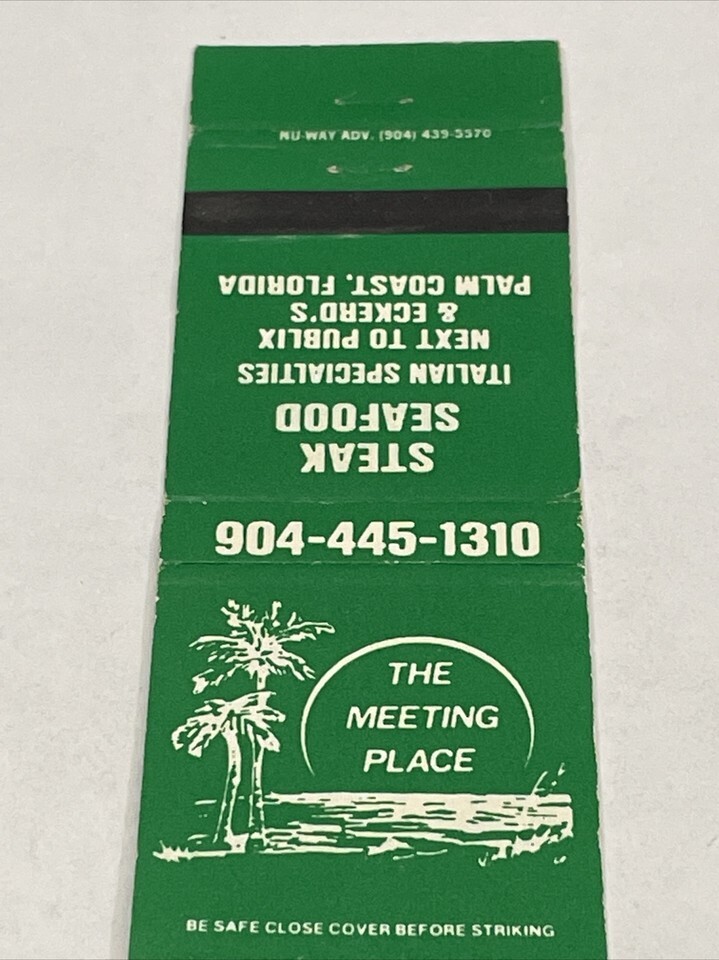 NU-WAY ADV. (904) 439-5570
STEAK
SEAFOOD
ITALIAN SPECIALTIES
NEXT TO PUBLIX
& ECKERD'S
PALM COAST, FLORIDA
904-445-1310
THE
MEETING
PLACE
BE SAFE CLOSE COVER BEFORE STRIKING